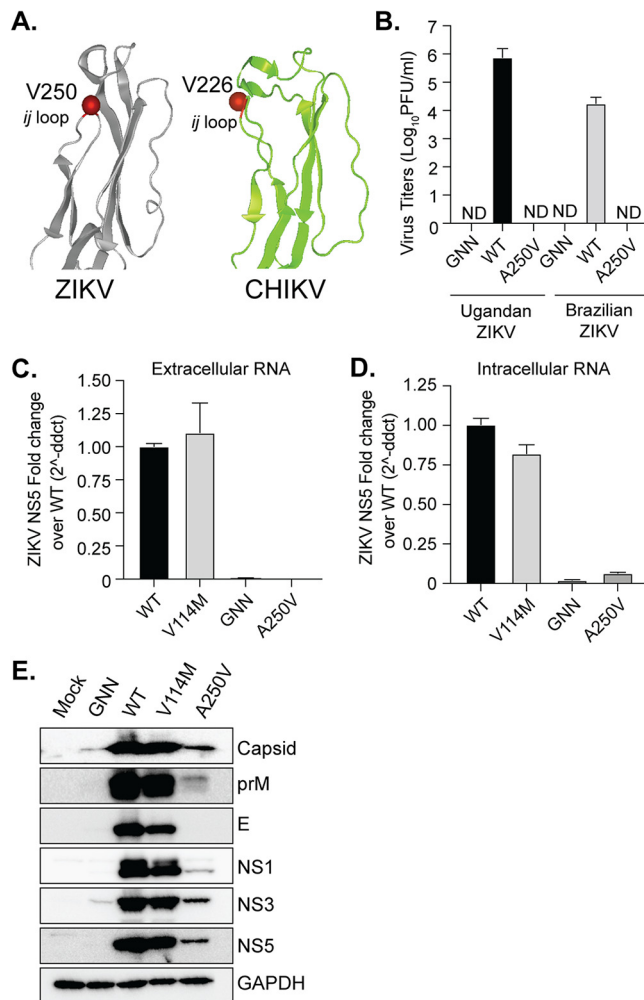 A.
V250
ij loop
ZIKV
V226
ij loop
CHIKV
B.
Virus Titers (Log10PFU/ml)
7
6
5
4
3
2
1
0
ND
ND
ND
ND
GNN
WT
A250V
GNN
WT
A250V
Ugandan
ZIKV
Brazilian
ZIKV
C.
Extracellular RNA
ZIKV NS5 Fold change
over WT (2^-ddct)
1.50
1.25
1.00
0.75
0.50
0.25
0
WT
V114M
GNN
A250V
D.
Intracellular RNA
ZIKV NS5 Fold change
over WT (2^-ddct)
1.25
1.00
0.75
0.50
0.25
0
WT
V114M
GNN
A250V
E.
Mock
GNN
WT
V114M
A250V
Capsid
prM
E
NS1
NS3
NS5
GAPDH